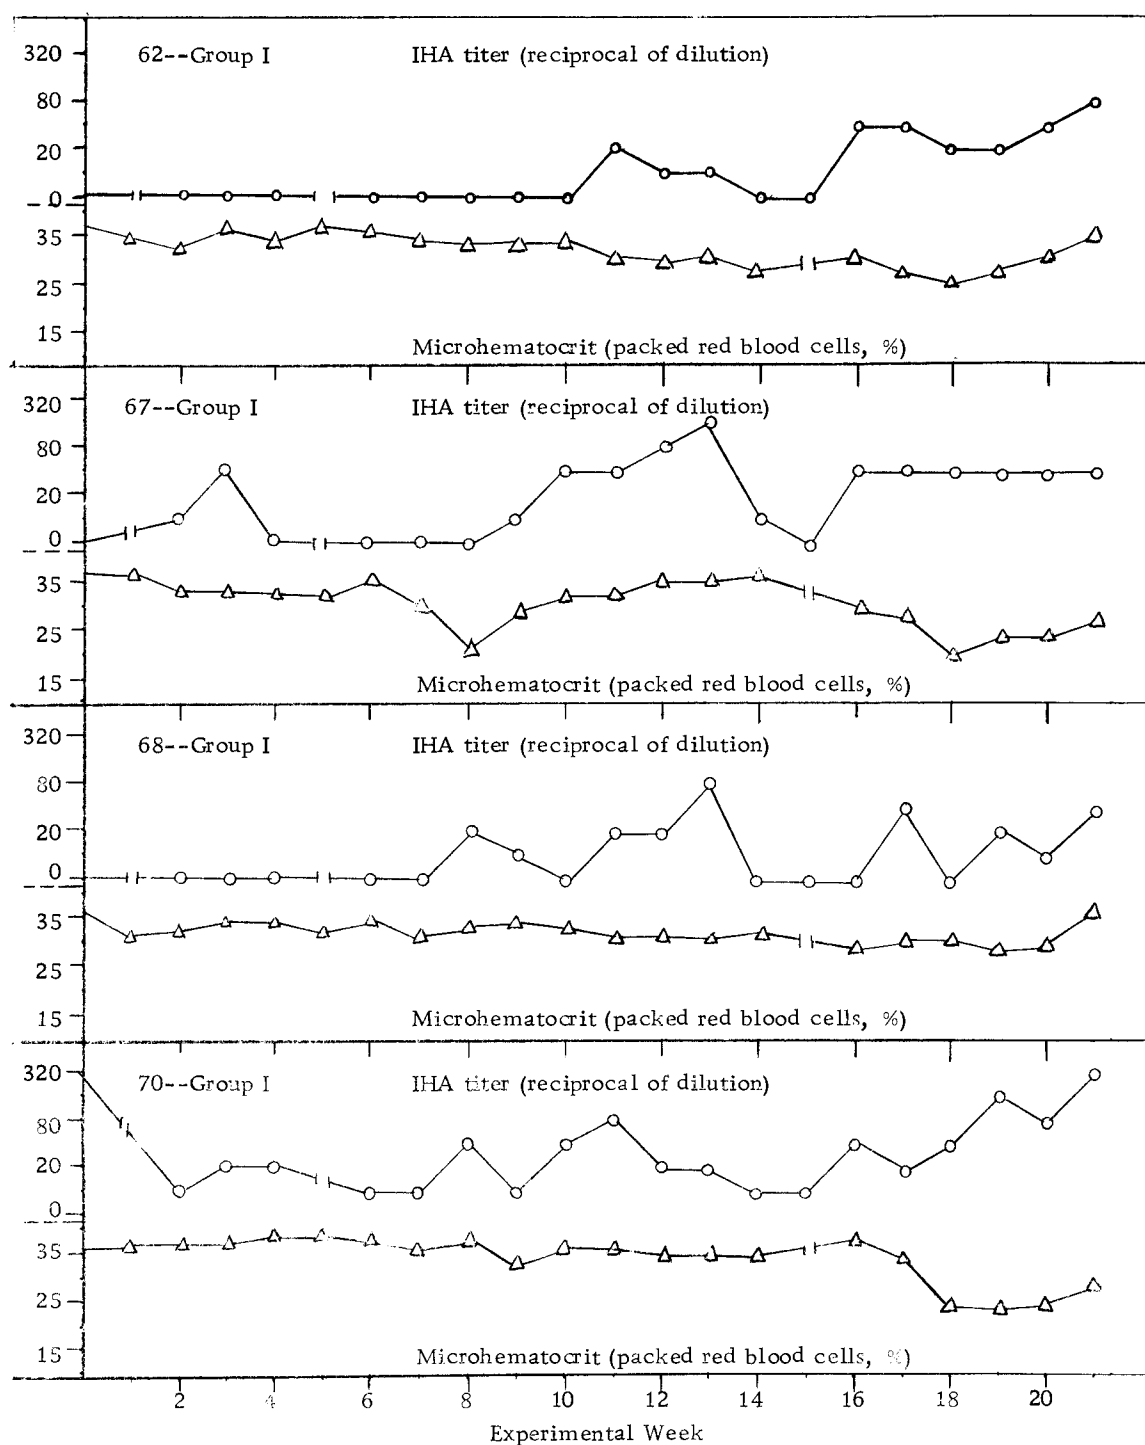 320
62--Group I IHA titer (reciprocal of dilution)
80
20
0
35
25
15
Microhematocrit (packed red blood cells, %)
320
67--Group I IHA titer (reciprocal of dilution)
80
20
0
35
25
15
Microhematocrit (packed red blood cells, %)
320
68--Group I IHA titer (reciprocal of dilution)
80
20
0
35
25
15
Microhematocrit (packed red blood cells, %)
320
70--Group I IHA titer (reciprocal of dilution)
80
20
0
35
25
15
Microhematocrit (packed red blood cells, %)
2 4 6 8 10 12 14 16 18 20
Experimental Week